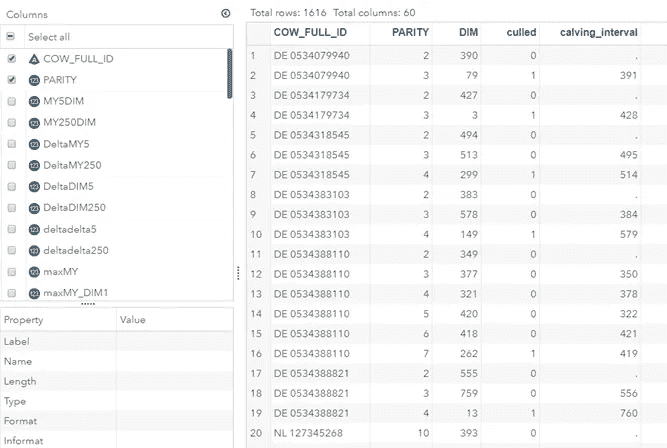 Columns
Select all
COW_FULL_ID
PARITY
MY5DIM
MY250DIM
DeltaMY5
DeltaMY250
DeltaDIM5
DeltaDIM250
deltadelta5
deltadelta250
maxMY
maxMY_DIM1
Property Value
Label
Name
Length
Type
Format
Informat
Total rows: 1616 Total columns: 60
COW_FULL_ID PARITY DIM culled calving_interval
1 DE 0534079940 2 390 0 .
2 DE 0534079940 3 79 1 391
3 DE 0534179734 2 427 0 .
4 DE 0534179734 3 3 1 428
5 DE 0534318545 2 494 0 .
6 DE 0534318545 3 513 0 495
7 DE 0534318545 4 299 1 514
8 DE 0534383103 2 383 0 .
9 DE 0534383103 3 578 0 384
10 DE 0534383103 4 149 1 579
11 DE 0534388110 2 349 0 .
12 DE 0534388110 3 377 0 350
13 DE 0534388110 4 321 0 378
14 DE 0534388110 5 420 0 322
15 DE 0534388110 6 418 0 421
16 DE 0534388110 7 262 1 419
17 DE 0534388821 2 555 0 .
18 DE 0534388821 3 759 0 556
19 DE 0534388821 4 13 1 760
20 NL 127345268 10 393 0 .